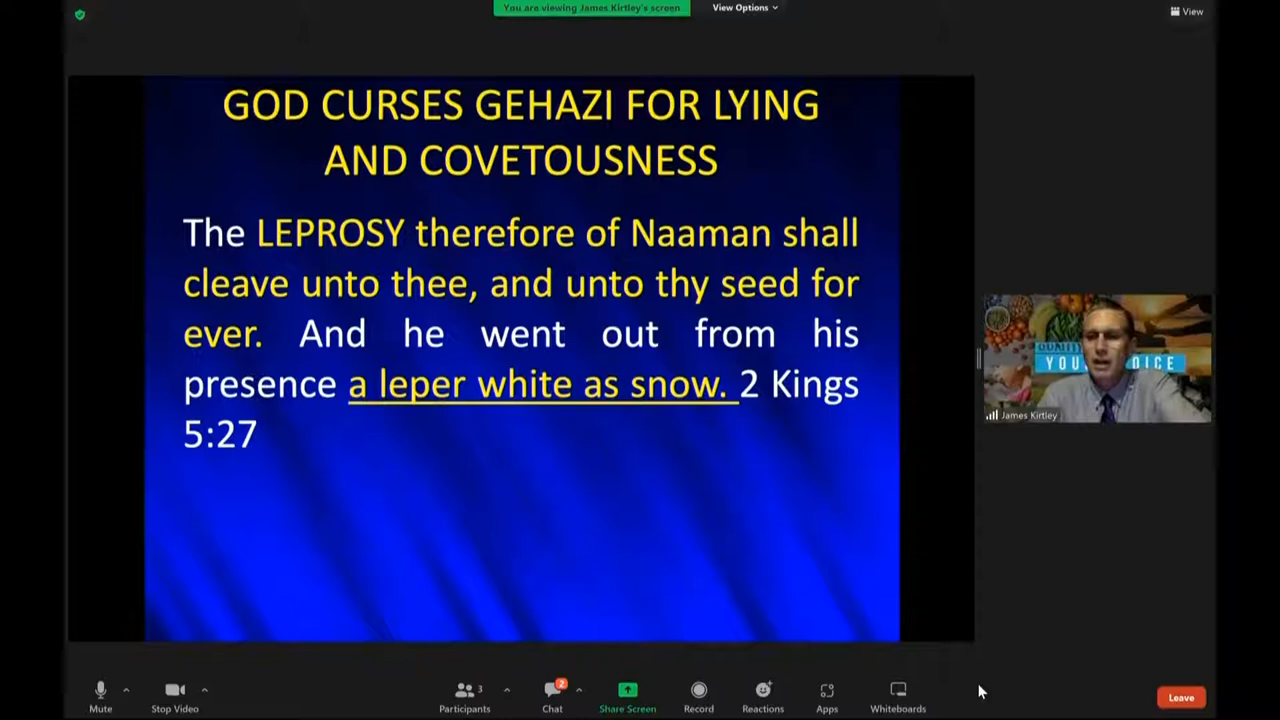 You are viewing James Kirtley's screen
View Options
View
GOD CURSES GEHAZI FOR LYING
AND COVETOUSNESS
The LEPROSY therefore of Naaman shall
cleave unto thee, and unto thy seed for
ever. And he went out from his
presence a leper white as snow. 2 Kings
5:27
YOU OICE
James Kirtley
Mute
Stop Video
3
Participants
2
Chat
Share Screen
Record
Reactions
Apps
Whiteboards
Leave